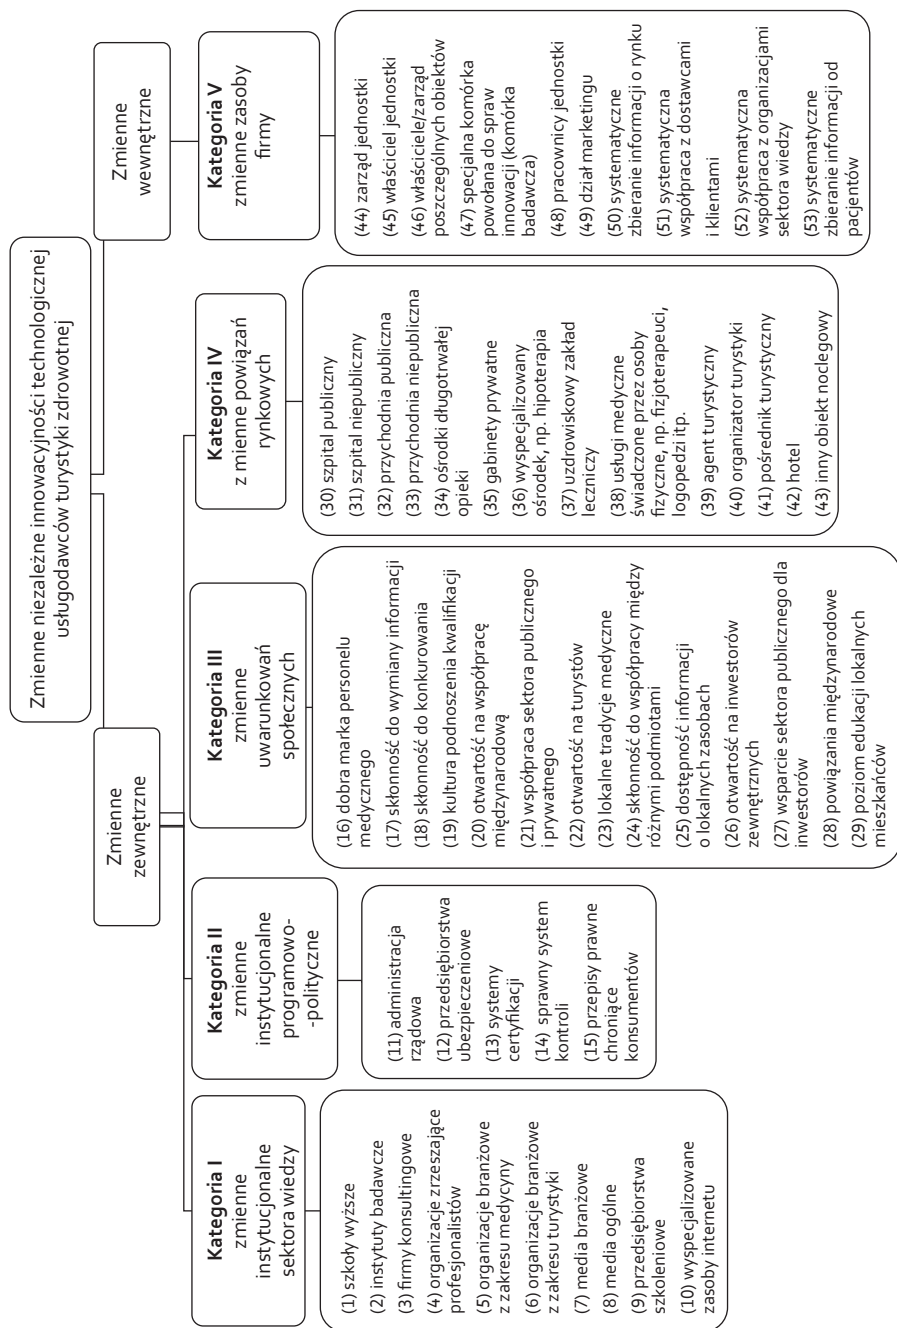 Zmienne niezależne innowacyjności technologicznej
usługodawców turystyki zdrowotnej
Zmienne
zewnętrzne
Zmienne
wewnętrzne
Kategoria I
zmienne
instytucjonalne
sektora wiedzy
(1) szkoły wyższe
(2) instytuty badawcze
(3) firmy konsultingowe
(4) organizacje zrzeszające
profesjonalistów
(5) organizacje branżowe
z zakresu medycyny
(6) organizacje branżowe
z zakresu turystyki
(7) media branżowe
(8) media ogólne
(9) przedsiębiorstwa
szkoleniowe
(10) wyspecjalizowane
zasoby internetu
Kategoria II
zmienne
instytucjonalne
programowo-
-polityczne
(11) administracja
rządowa
(12) przedsiębiorstwa
ubezpieczeniowe
(13) systemy
certyfikacji
(14) sprawny system
kontroli
(15) przepisy prawne
chroniące
konsumentów
Kategoria III
zmienne
uwarunkowań
społecznych
(16) dobra marka personelu
medycznego
(17) skłonność do wymiany informacji
(18) skłonność do konkurowania
(19) kultura podnoszenia kwalifikacji
(20) otwartość na współpracę
międzynarodową
(21) współpraca sektora publicznego
i prywatnego
(22) otwartość na turystów
(23) lokalne tradycje medyczne
(24) skłonność do współpracy między
różnymi podmiotami
(25) dostępność informacji
o lokalnych zasobach
(26) otwartość na inwestorów
zewnętrznych
(27) wsparcie sektora publicznego dla
inwestorów
(28) powiązania międzynarodowe
(29) poziom edukacji lokalnych
mieszkańców
Kategoria IV
z mienne powiązań
rynkowych
(30) szpital publiczny
(31) szpital niepubliczny
(32) przychodnia publiczna
(33) przychodnia niepubliczna
(34) ośrodki długotrwałej
opieki
(35) gabinety prywatne
(36) wyspecjalizowany
ośrodek, np. hipoterapia
(37) uzdrowiskowy zakład
leczniczy
(38) usługi medyczne
świadczone przez osoby
fizyczne, np. fizjoterapeuci,
logopedzi itp.
(39) agent turystyczny
(40) organizator turystyki
(41) pośrednik turystyczny
(42) hotel
(43) inny obiekt noclegowy
Kategoria V
zmienne zasoby
firmy
(44) zarząd jednostki
(45) właściciel jednostki
(46) właściciele/zarząd
poszczególnych obiektów
(47) specjalna komórka
powołana do spraw
innowacji (komórka
badawcza)
(48) pracownicy jednostki
(49) dział marketingu
(50) systematyczne
zbieranie informacji o rynku
(51) systematyczna
współpraca z dostawcami
i klientami
(52) systematyczna
współpraca z organizacjami
sektora wiedzy
(53) systematyczne
zbieranie informacji od
pacjentów